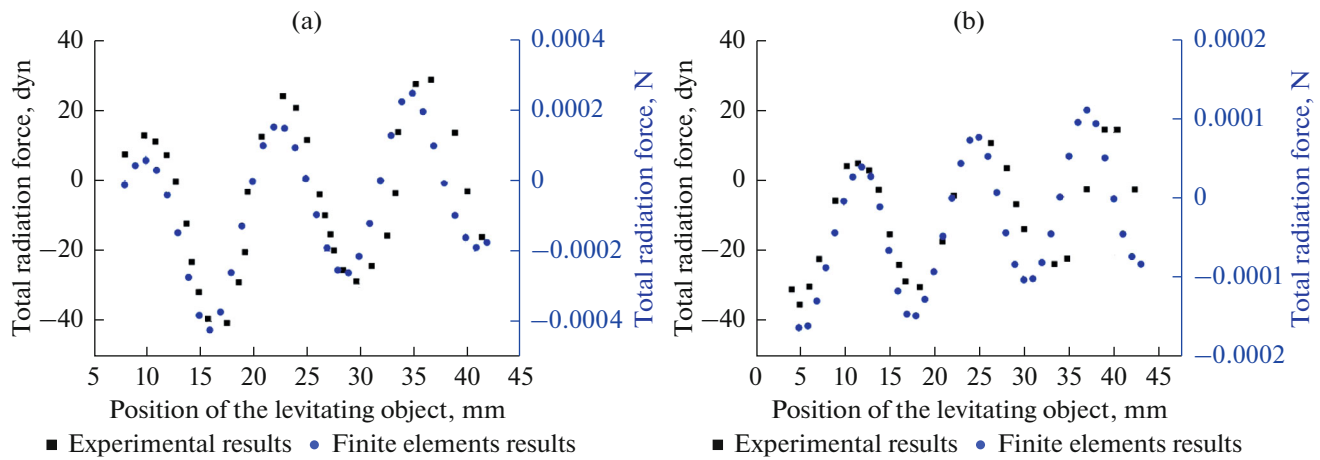 (a)
Total radiation force, dyn
40
20
0
−20
−40
0.0004
0.0002
0
−0.0002
−0.0004
Total radiation force, N
5 10 15 20 25 30 35 40 45
Position of the levitating object, mm
Experimental results Finite elements results
(b)
Total radiation force, dyn
40
20
0
−20
−40
0.0002
0.0001
0
−0.0001
−0.0002
Total radiation force, N
0 5 10 15 20 25 30 35 40 45
Position of the levitating object, mm
Experimental results Finite elements results